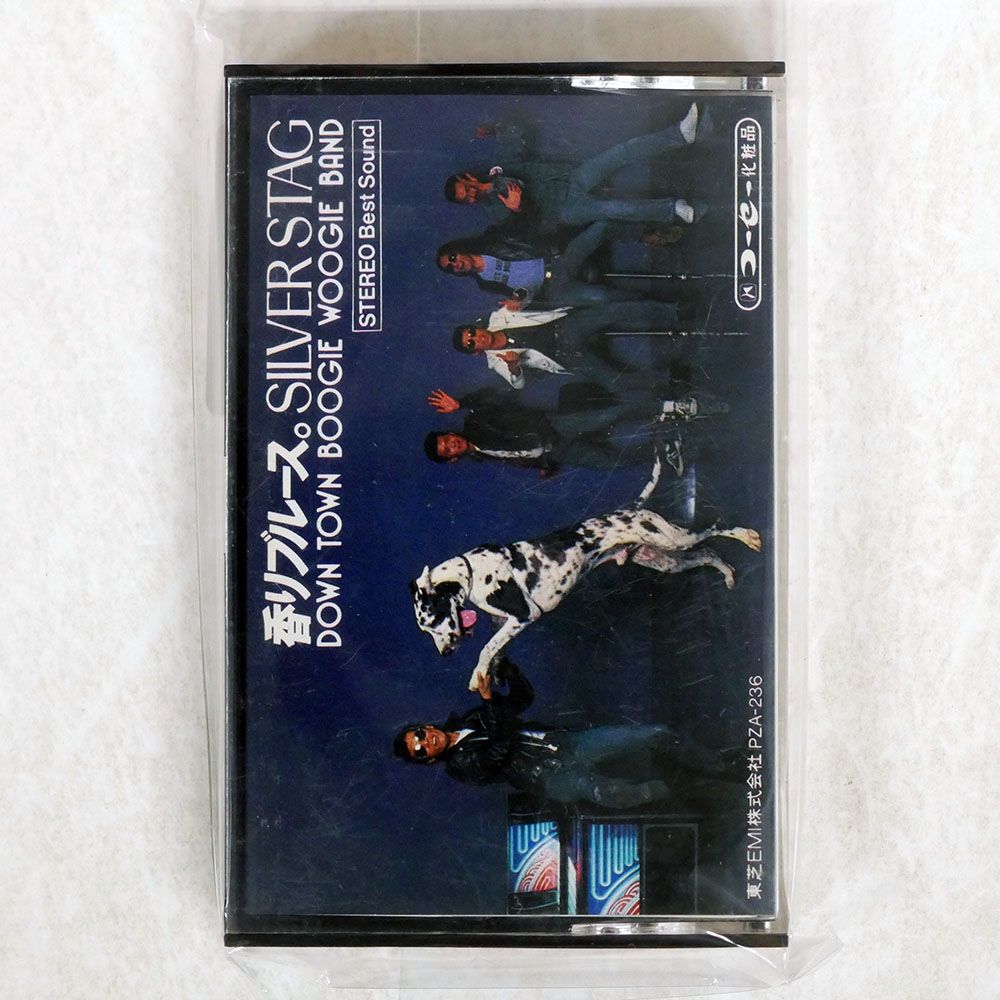 香りブルース。SILVER STAG
DOWN TOWN BOOGIE WOOGIE BAND
STEREO Best Sound
コーセー化粧品
東芝EMI株式会社 PZA-236